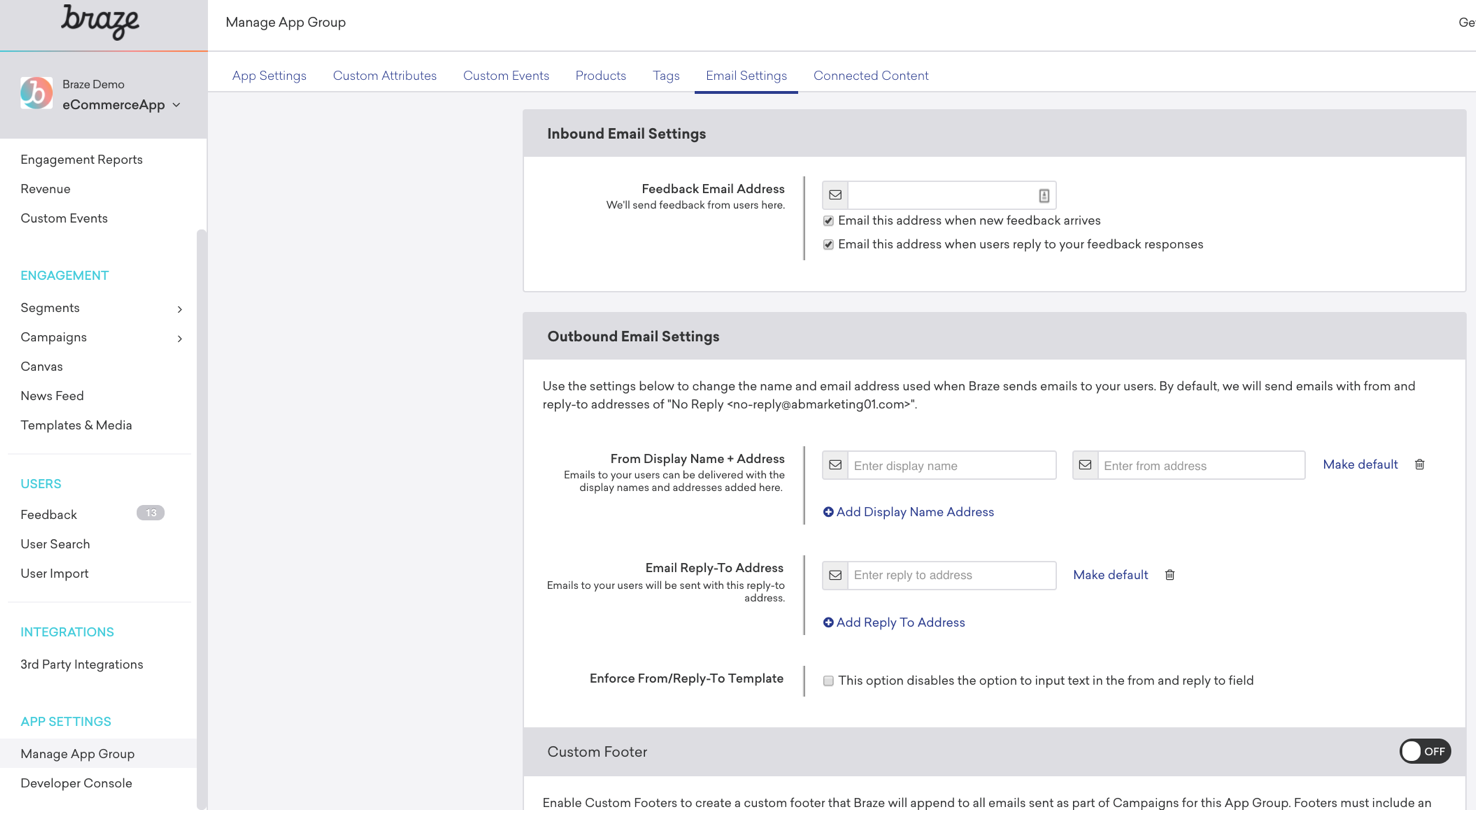 braze
Manage App Group
Ge
Braze Demo
eCommerceApp
App Settings
Custom Attributes
Custom Events
Products
Tags
Email Settings
Connected Content
Engagement Reports
Revenue
Custom Events
ENGAGEMENT
Segments
Campaigns
Canvas
News Feed
Templates & Media
USERS
Feedback 13
User Search
User Import
INTEGRATIONS
3rd Party Integrations
APP SETTINGS
Manage App Group
Developer Console
Inbound Email Settings
Feedback Email Address
We'll send feedback from users here.
Email this address when new feedback arrives
Email this address when users reply to your feedback responses
Outbound Email Settings
Use the settings below to change the name and email address used when Braze sends emails to your users. By default, we will send emails with from and
reply-to addresses of "No Reply <no-reply@abmarketing01.com>".
From Display Name + Address
Emails to your users can be delivered with the
display names and addresses added here.
Enter display name
Enter from address
Make default
Add Display Name Address
Email Reply-To Address
Emails to your users will be sent with this reply-to
address.
Enter reply to address
Make default
Add Reply To Address
Enforce From/Reply-To Template
This option disables the option to input text in the from and reply to field
Custom Footer
OFF
Enable Custom Footers to create a custom footer that Braze will append to all emails sent as part of Campaigns for this App Group. Footers must include an